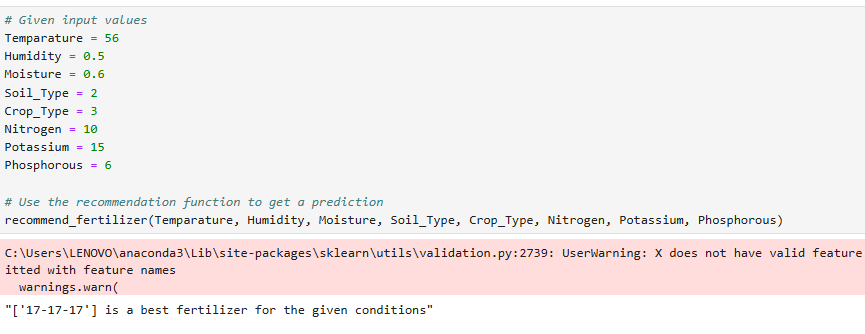 # Given input values
Temparature = 56
Humidity = 0.5
Moisture = 0.6
Soil_Type = 2
Crop_Type = 3
Nitrogen = 10
Potassium = 15
Phosphorous = 6
# Use the recommendation function to get a prediction
recommend_fertilizer(Temparature, Humidity, Moisture, Soil_Type, Crop_Type, Nitrogen, Potassium, Phosphorous)
C:\Users\LENOVO\anaconda3\Lib\site-packages\sklearn\utils\validation.py:2739: UserWarning: X does not have valid feature
itted with feature names
warnings.warn(
"['17-17-17'] is a best fertilizer for the given conditions"